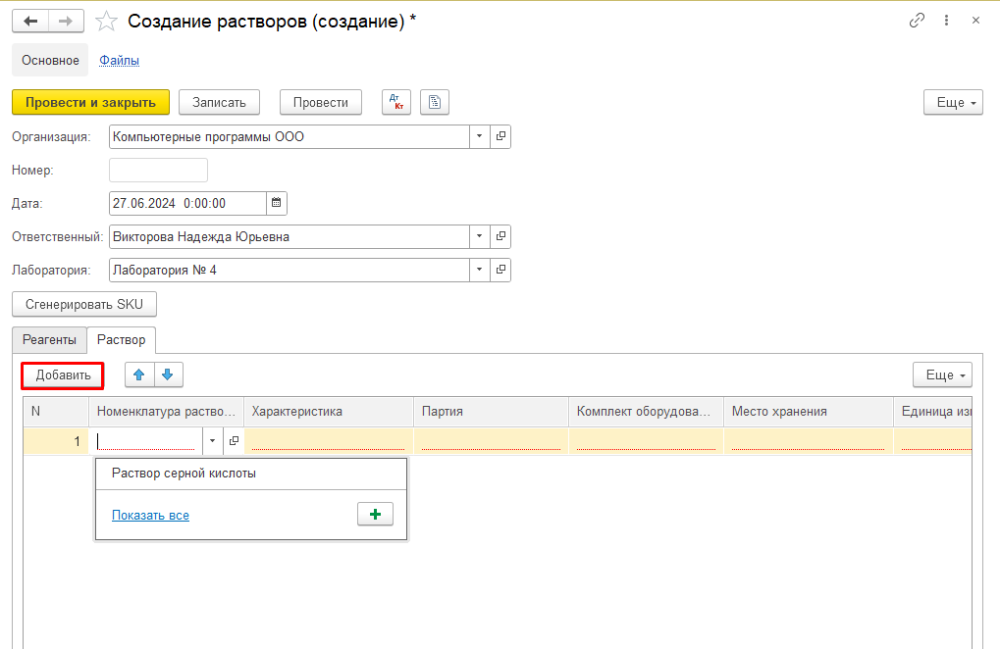 Создание растворов (создание) *
Основное Файлы
Провести и закрыть Записать Провести Дт Кт Еще
Организация: Компьютерные программы ООО
Номер:
Дата: 27.06.2024 0:00:00
Ответственный: Викторова Надежда Юрьевна
Лаборатория: Лаборатория № 4
Сгенерировать SKU
Реагенты Раствор
Добавить Еще
N Номенклатура раство... Характеристика Партия Комплект оборудова... Место хранения Единица из
1
Раствор серной кислоты
Показать все